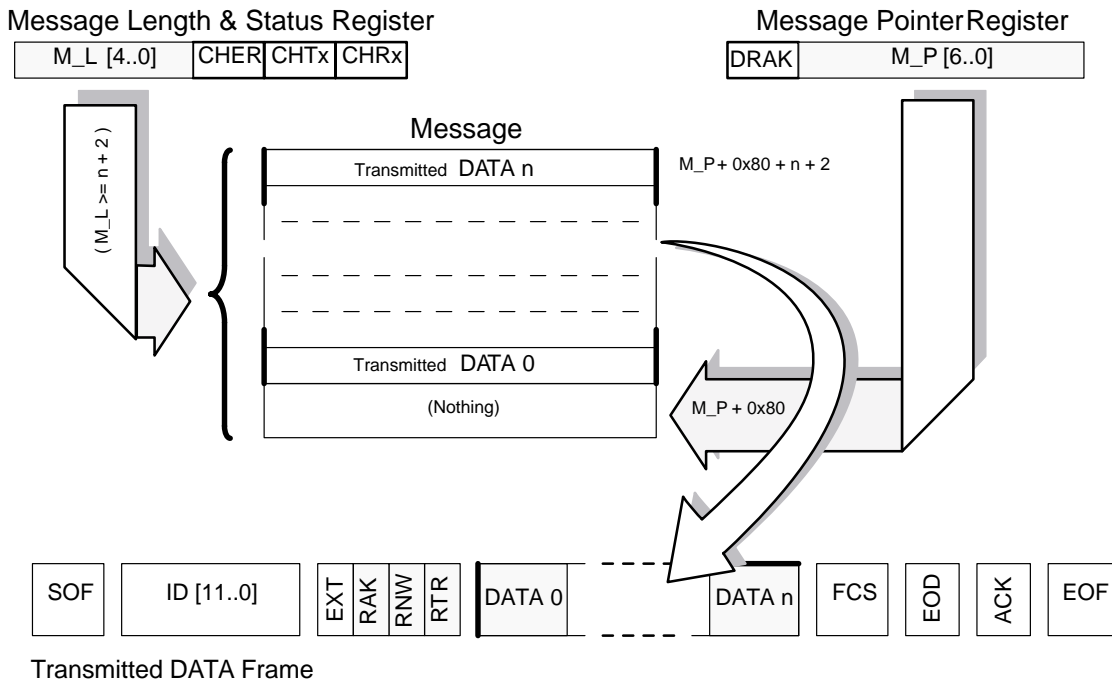 Message Length & Status Register
Message Pointer Register
M_L [4..0] CHER CHTx CHRx
DRAK M_P [6..0]
( M_L >= n + 2 )
Message
Transmitted DATA n
M_P + 0x80 + n + 2
Transmitted DATA 0
(Nothing)
M_P + 0x80
SOF ID [11..0] EXT RAK RNW RTR DATA 0 DATA n FCS EOD ACK EOF
Transmitted DATA Frame